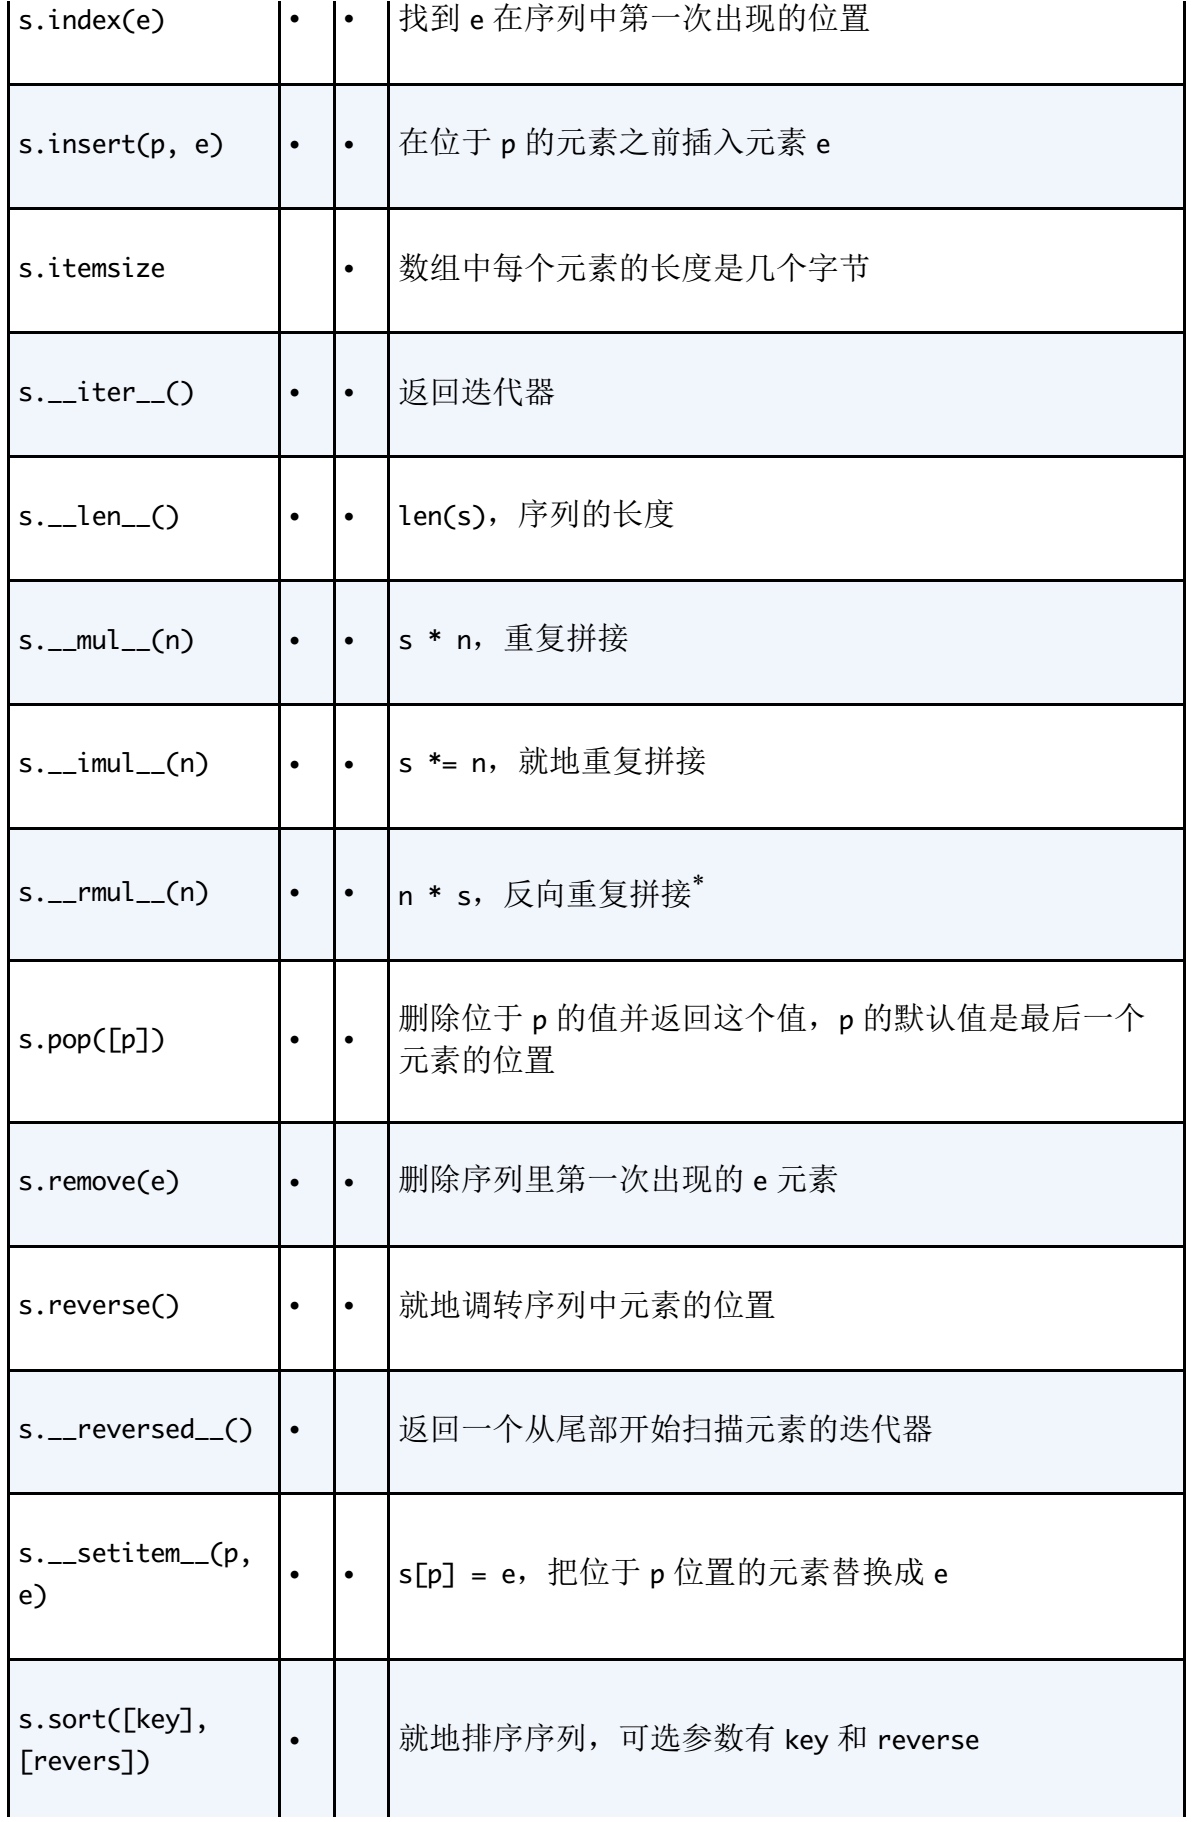 s.index(e) • • 找到 e 在序列中第一次出现的位置
s.insert(p, e) • • 在位于 p 的元素之前插入元素 e
s.itemsize • 数组中每个元素的长度是几个字节
s.__iter__() • • 返回迭代器
s.__len__() • • len(s)，序列的长度
s.__mul__(n) • • s * n，重复拼接
s.__imul__(n) • • s *= n，就地重复拼接
s.__rmul__(n) • • n * s，反向重复拼接*
s.pop([p]) • • 删除位于 p 的值并返回这个值，p 的默认值是最后一个
元素的位置
s.remove(e) • • 删除序列里第一次出现的 e 元素
s.reverse() • • 就地调转序列中元素的位置
s.__reversed__() • 返回一个从尾部开始扫描元素的迭代器
s.__setitem__(p,
e) • • s[p] = e，把位于 p 位置的元素替换成 e
s.sort([key],
[revers]) • 就地排序序列，可选参数有 key 和 reverse